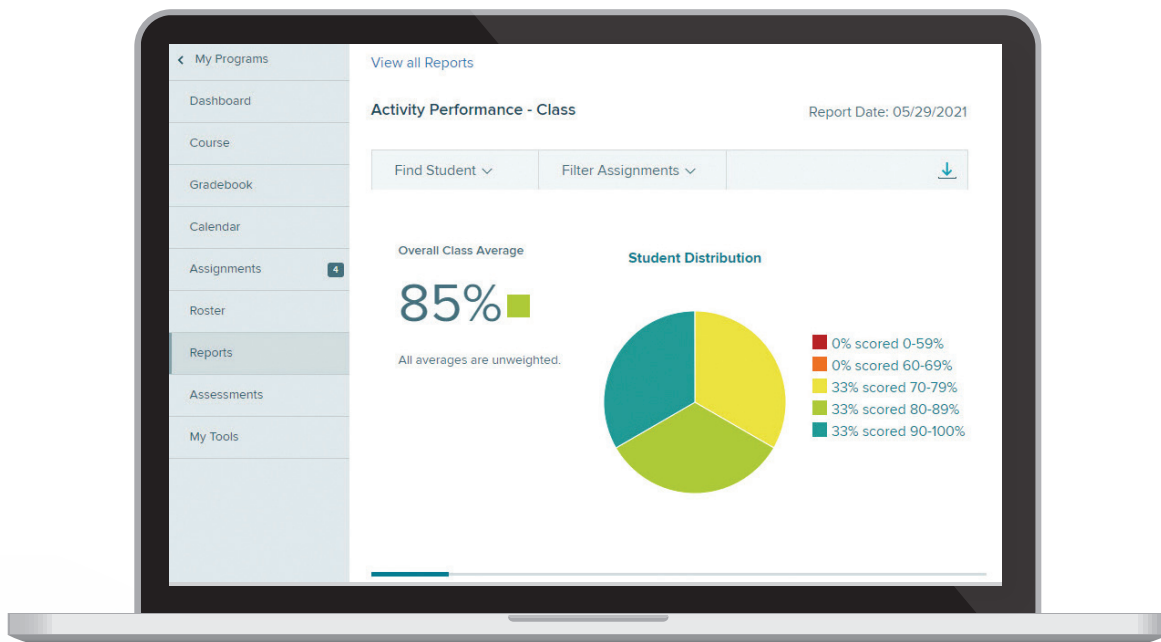 My Programs
Dashboard
Course
Gradebook
Calendar
Assignments 4
Roster
Reports
Assessments
My Tools
View all Reports
Activity Performance - Class
Report Date: 05/29/2021
Find Student
Filter Assignments
Overall Class Average
85%
All averages are unweighted.
Student Distribution
0% scored 0-59%
0% scored 60-69%
33% scored 70-79%
33% scored 80-89%
33% scored 90-100%